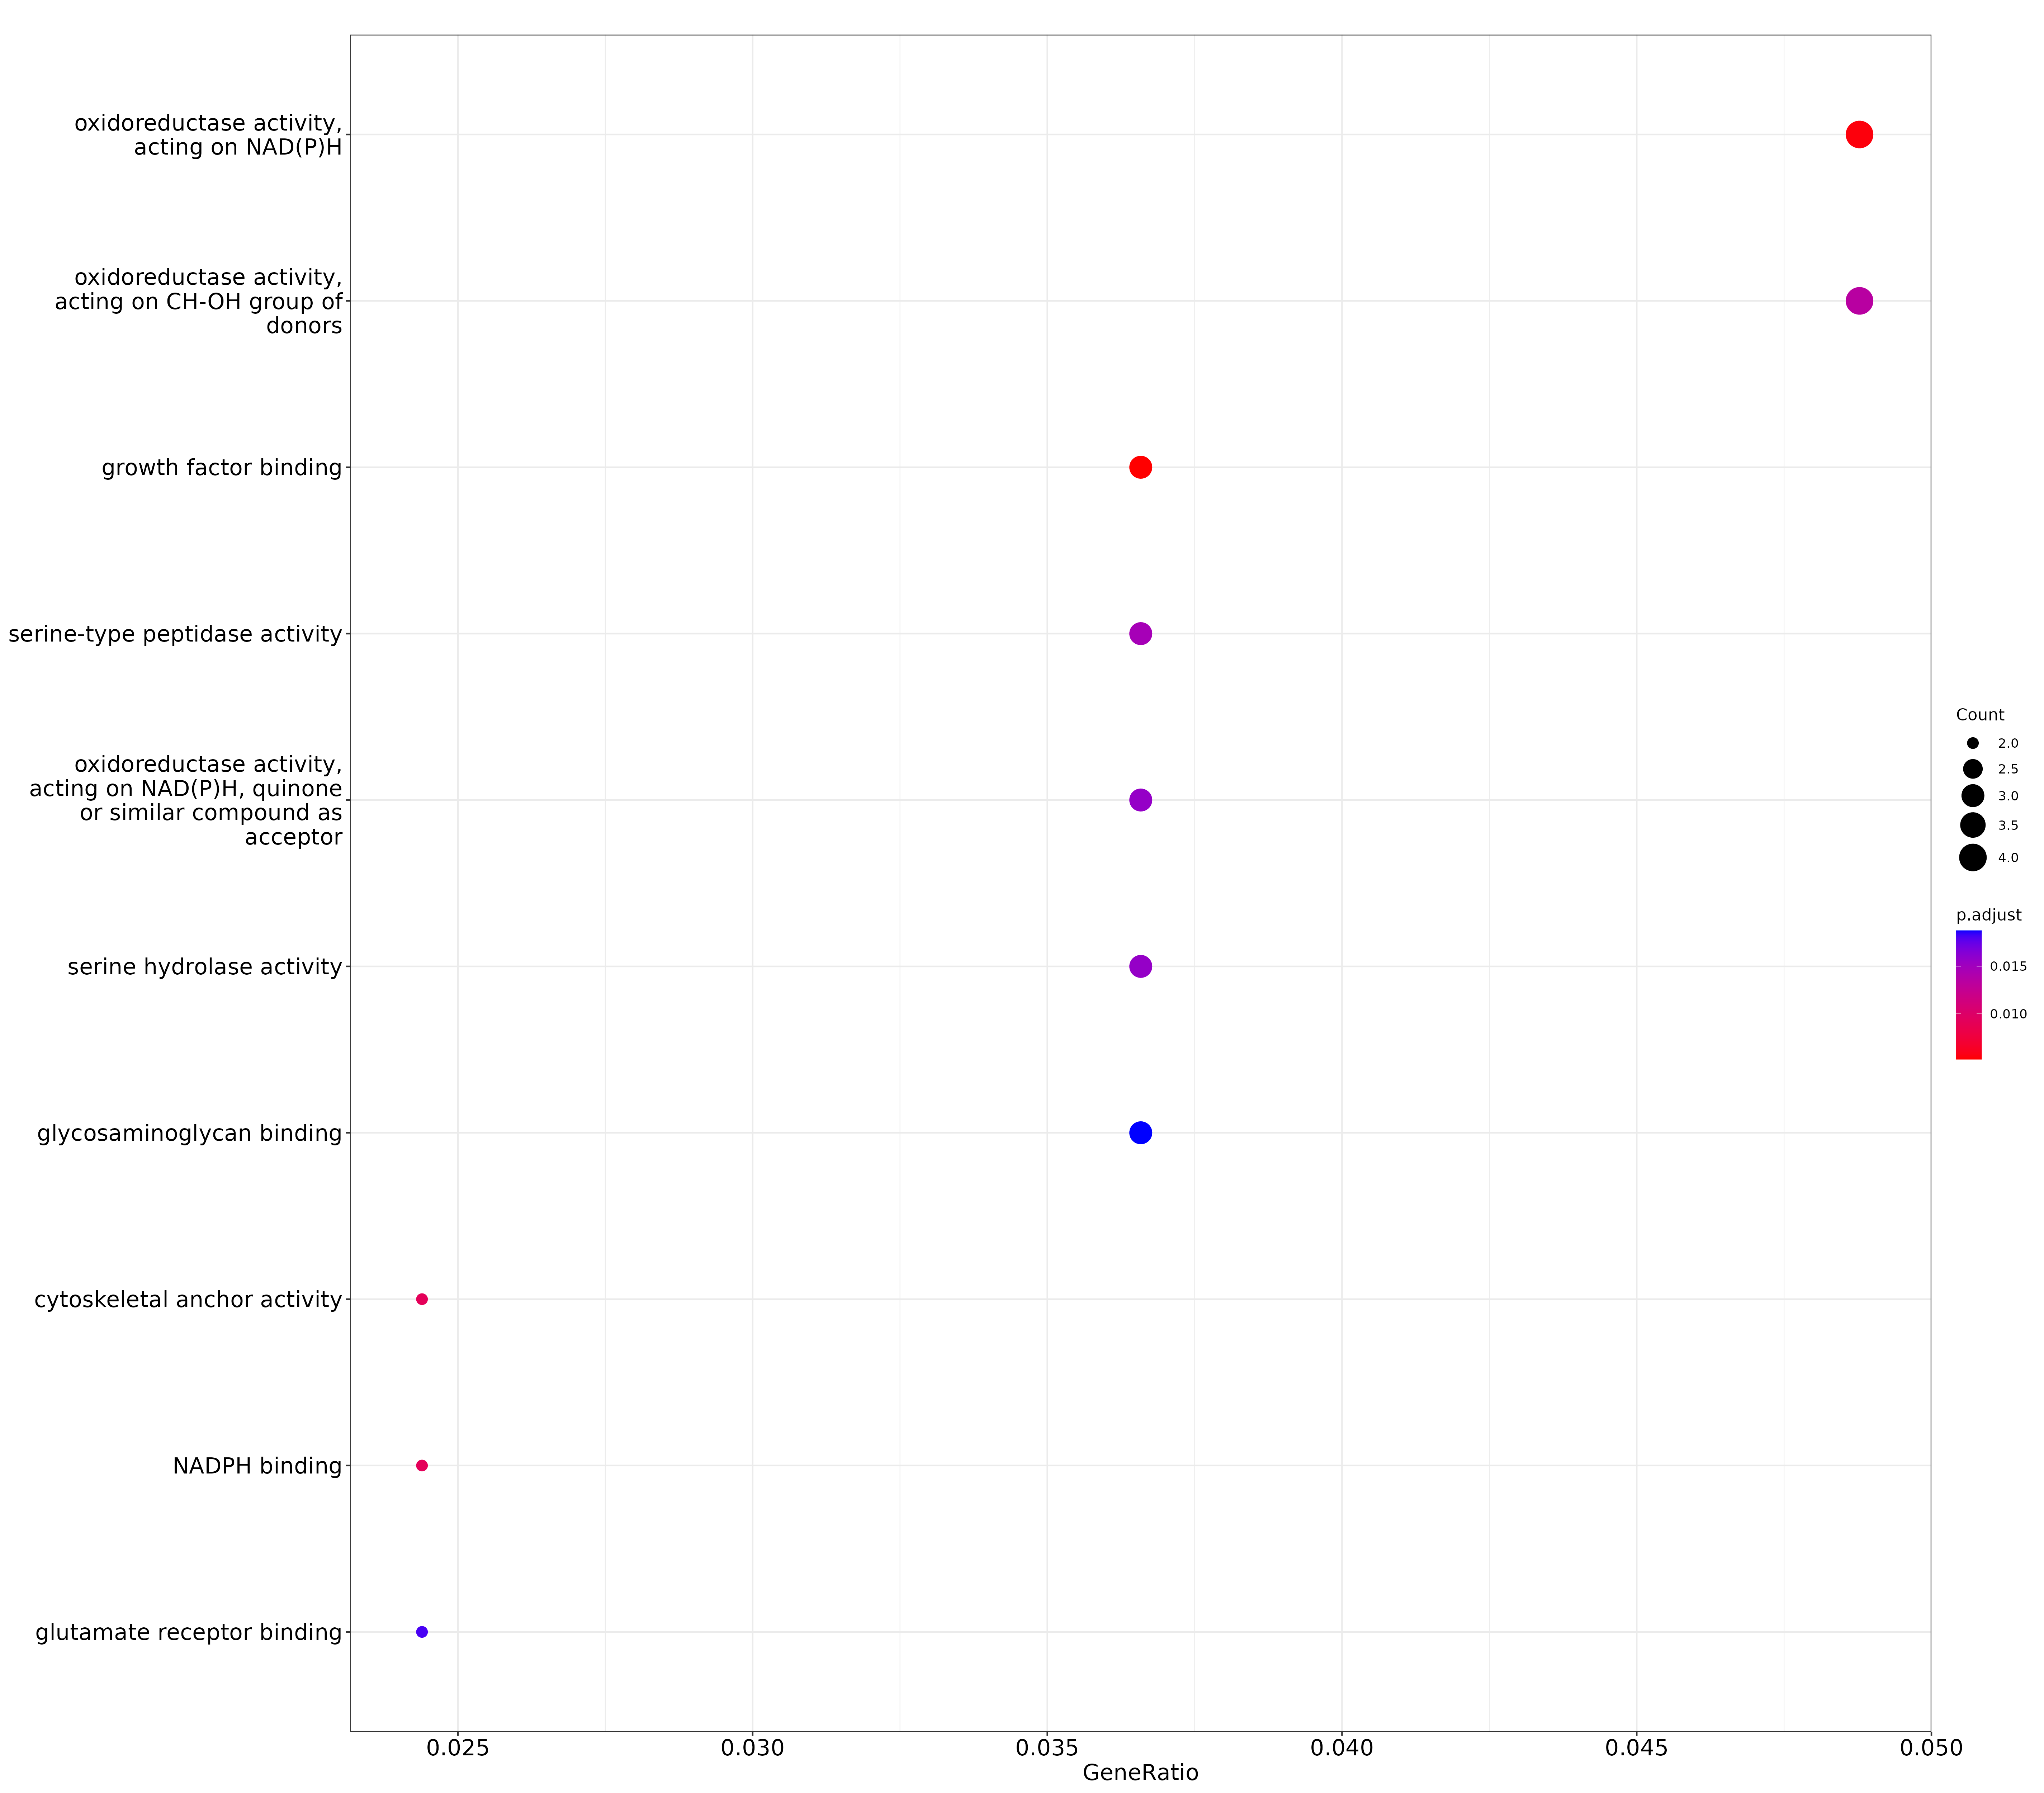 oxidoreductase activity,
acting on NAD(P)H
oxidoreductase activity,
acting on CH-OH group of
donors
growth factor binding
serine-type peptidase activity
oxidoreductase activity,
acting on NAD(P)H, quinone
or similar compound as
acceptor
serine hydrolase activity
glycosaminoglycan binding
cytoskeletal anchor activity
NADPH binding
glutamate receptor binding
0.025 0.030 0.035 0.040 0.045 0.050
GeneRatio
Count
2.0
2.5
3.0
3.5
4.0
p.adjust
0.015
0.010